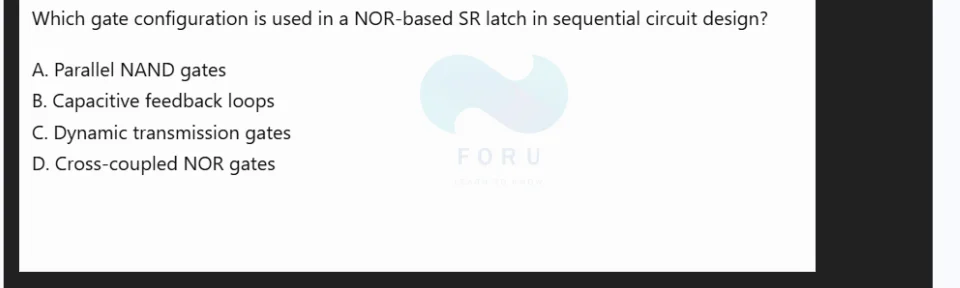 Which gate configuration is used in a NOR-based SR latch in sequential circuit design?
A. Parallel NAND gates
B. Capacitive feedback loops
C. Dynamic transmission gates
D. Cross-coupled NOR gates
FORU